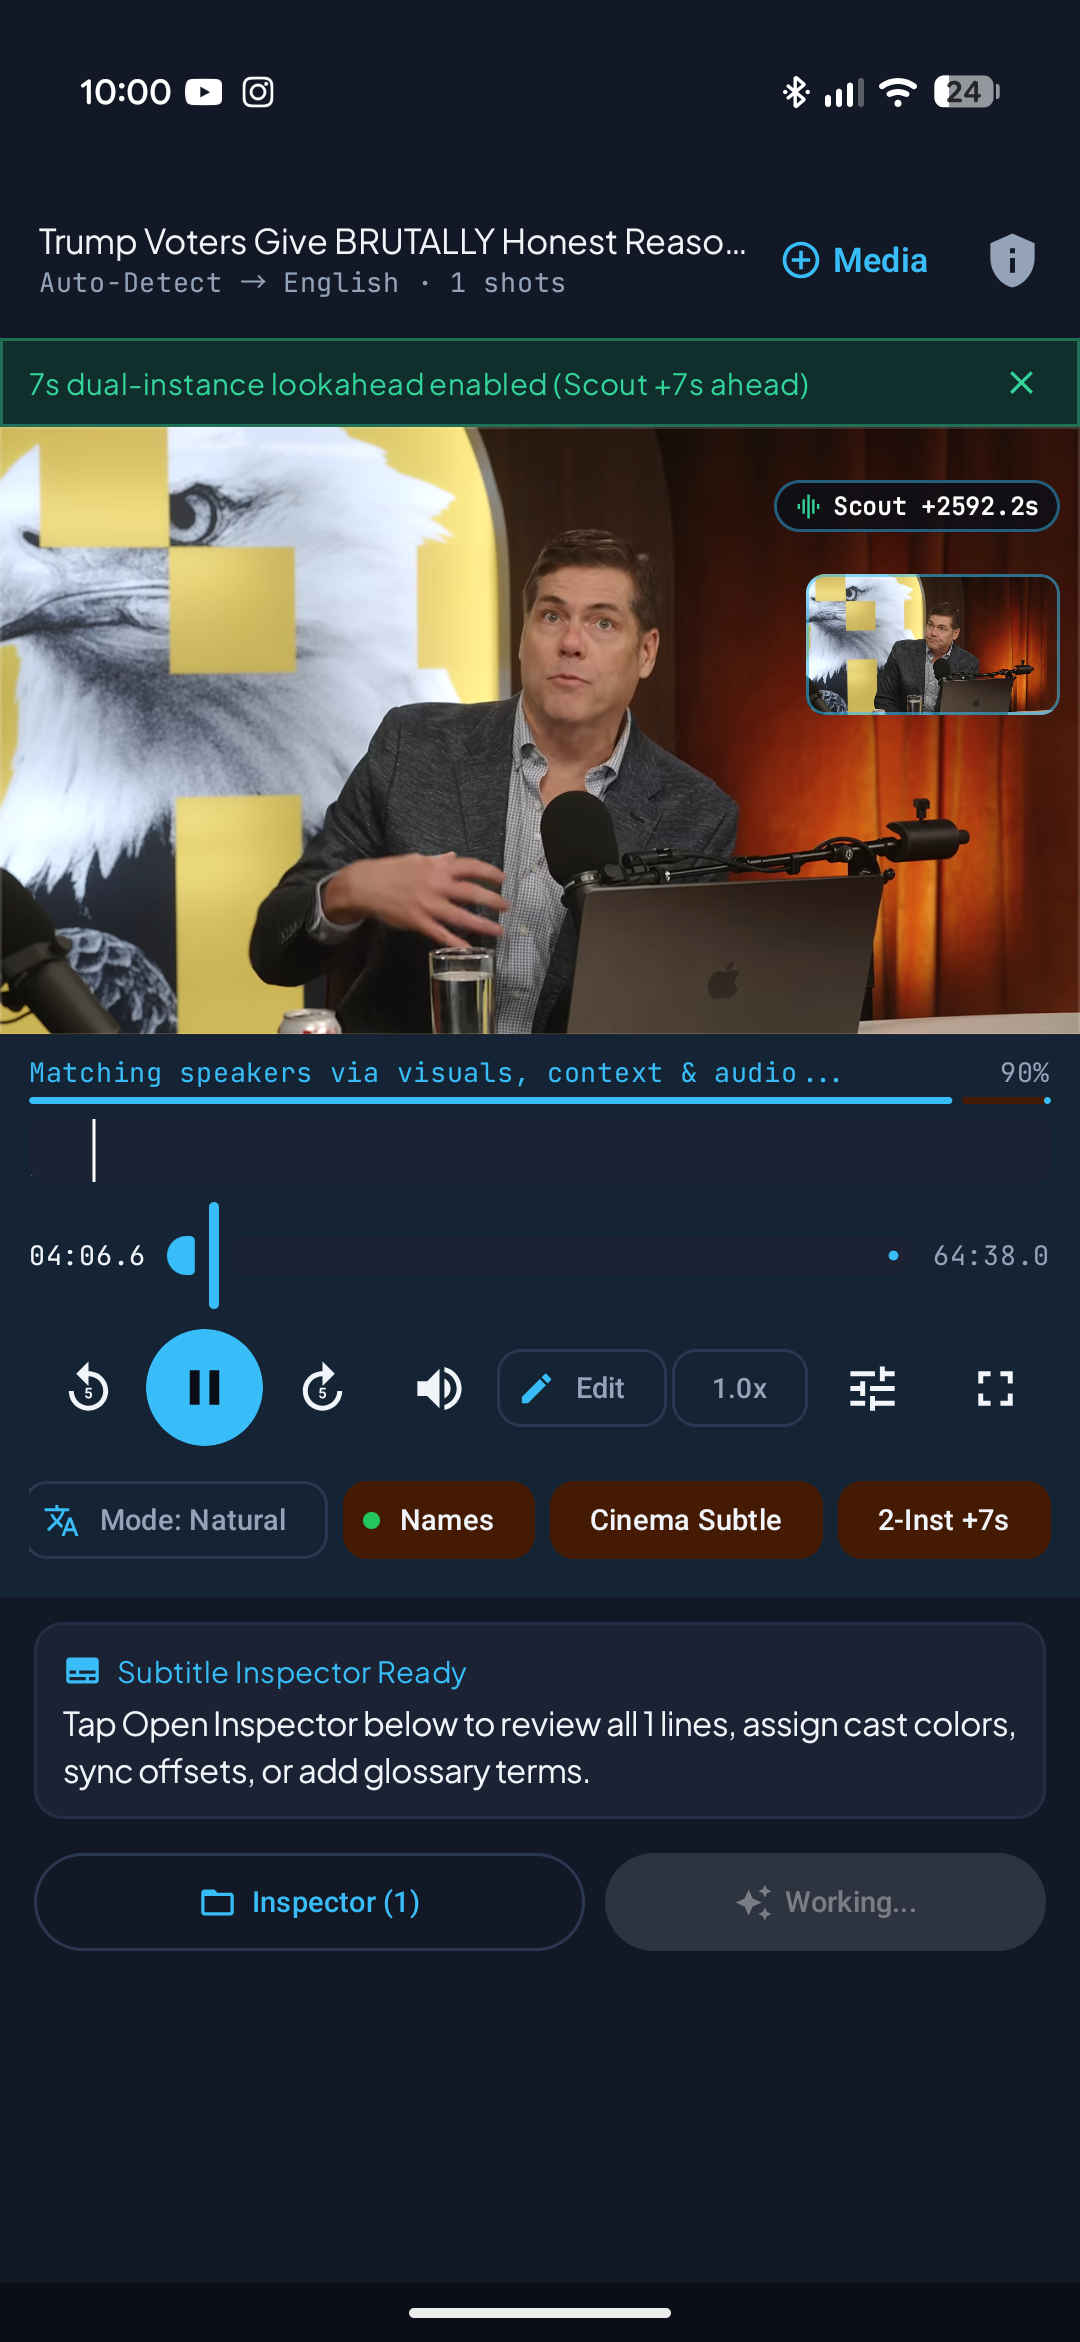 10:00
24
Trump Voters Give BRUTALLY Honest Reaso...
Auto-Detect → English · 1 shots
Media
7s dual-instance lookahead enabled (Scout +7s ahead)
Scout +2592.2s
Matching speakers via visuals, context & audio...
90%
04:06.6
64:38.0
5
5
Edit
1.0x
Mode: Natural
Names
Cinema Subtle
2-Inst +7s
Subtitle Inspector Ready
Tap Open Inspector below to review all 1 lines, assign cast colors,
sync offsets, or add glossary terms.
Inspector (1)
Working...